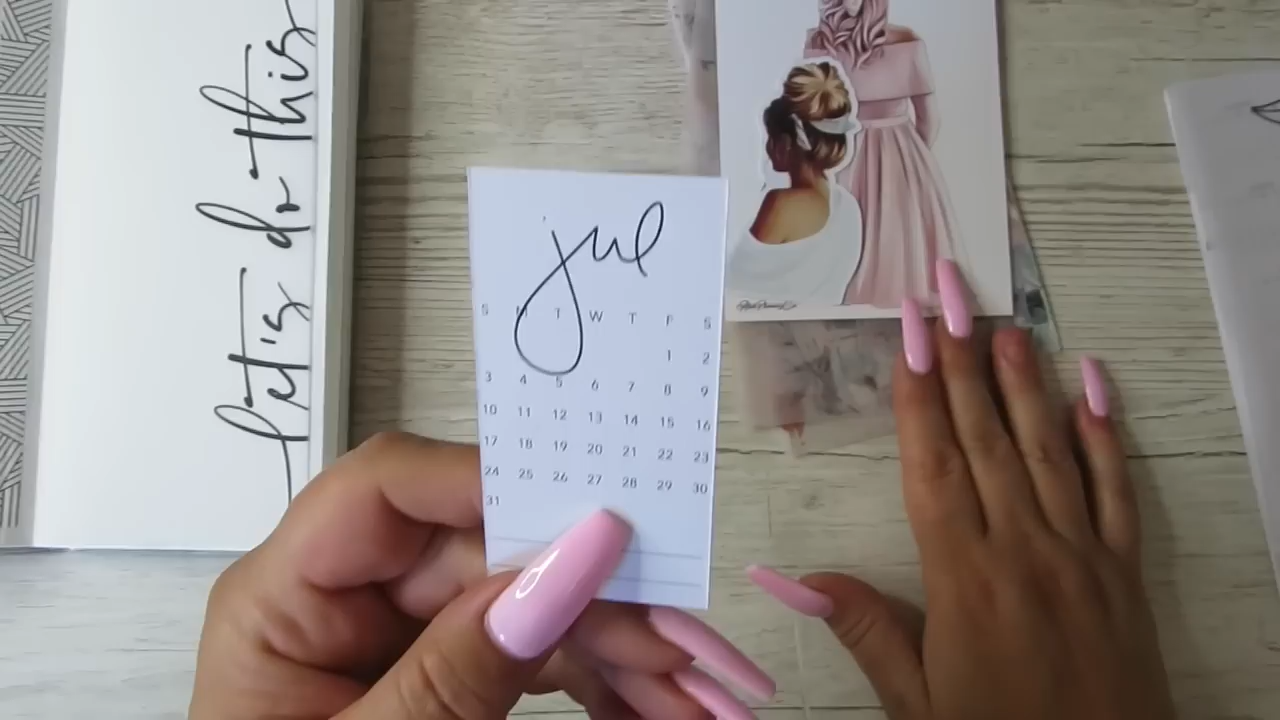 let's do this
jul
S M T W T F S
1 2
3 4 5 6 7 8 9
10 11 12 13 14 15 16
17 18 19 20 21 22 23
24 25 26 27 28 29 30
31